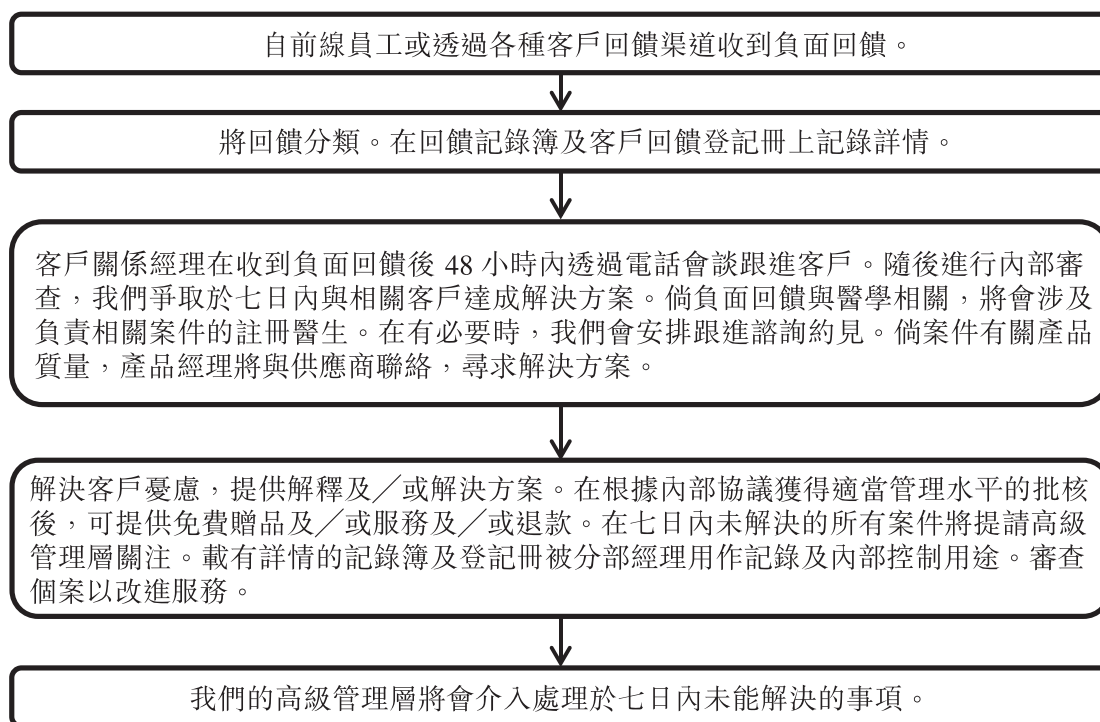 自前線員工或透過各種客戶回饋渠道收到負面回饋。
將回饋分類。在回饋記錄簿及客戶回饋登記冊上記錄詳情。
客戶關係經理在收到負面回饋後 48 小時內透過電話會談跟進客戶。隨後進行內部審
查，我們爭取於七日內與相關客戶達成解決方案。倘負面回饋與醫學相關，將會涉及
負責相關案件的註冊醫生。在有必要時，我們會安排跟進諮詢約見。倘案件有關產品
質量，產品經理將與供應商聯絡，尋求解決方案。
解決客戶憂慮，提供解釋及／或解決方案。在根據內部協議獲得適當管理水平的批核
後，可提供免費贈品及／或服務及／或退款。在七日內未解決的所有案件將提請高級
管理層關注。載有詳情的記錄簿及登記冊被分部經理用作記錄及內部控制用途。審查
個案以改進服務。
我們的高級管理層將會介入處理於七日內未能解決的事項。